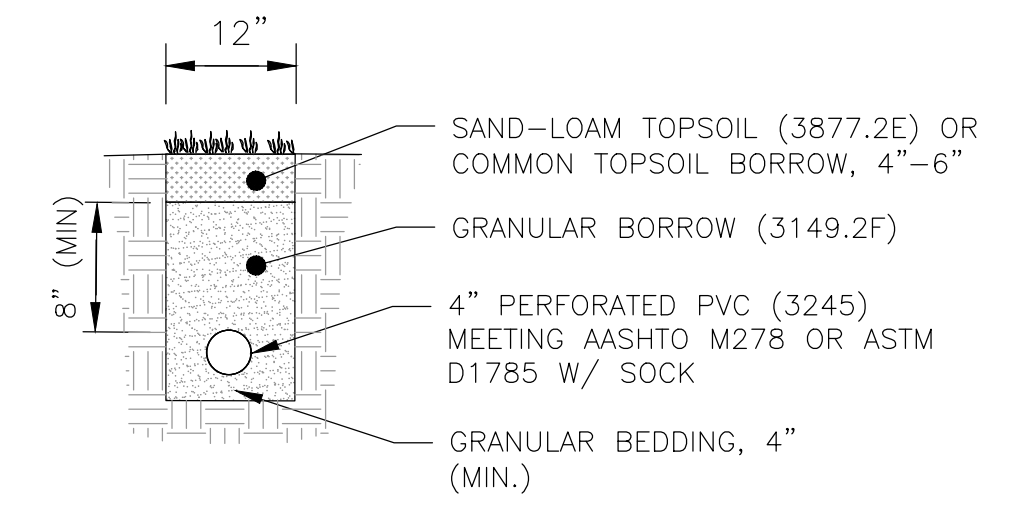 12”
SAND–LOAM TOPSOIL (3877.2E) OR
COMMON TOPSOIL BORROW, 4”–6”
8” (MIN)
GRANULAR BORROW (3149.2F)
4” PERFORATED PVC (3245)
MEETING AASHTO M278 OR ASTM
D1785 W/ SOCK
GRANULAR BEDDING, 4”
(MIN.)